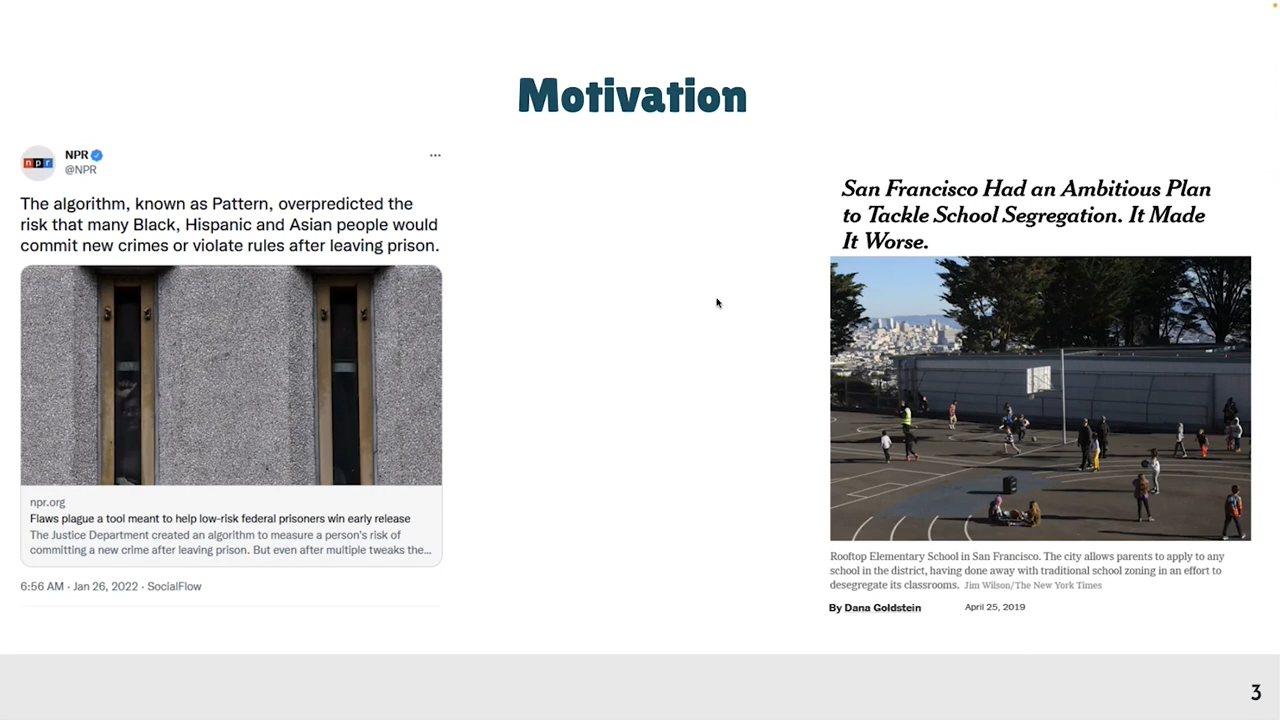 Motivation
npr
NPR
@NPR
...
The algorithm, known as Pattern, overpredicted the
risk that many Black, Hispanic and Asian people would
commit new crimes or violate rules after leaving prison.
npr.org
Flaws plague a tool meant to help low-risk federal prisoners win early release
The Justice Department created an algorithm to measure a person's risk of
committing a new crime after leaving prison. But even after multiple tweaks the...
6:56 AM · Jan 26, 2022 · SocialFlow
San Francisco Had an Ambitious Plan
to Tackle School Segregation. It Made
It Worse.
Rooftop Elementary School in San Francisco. The city allows parents to apply to any
school in the district, having done away with traditional school zoning in an effort to
desegregate its classrooms. Jim Wilson/The New York Times
By Dana Goldstein April 25, 2019
3